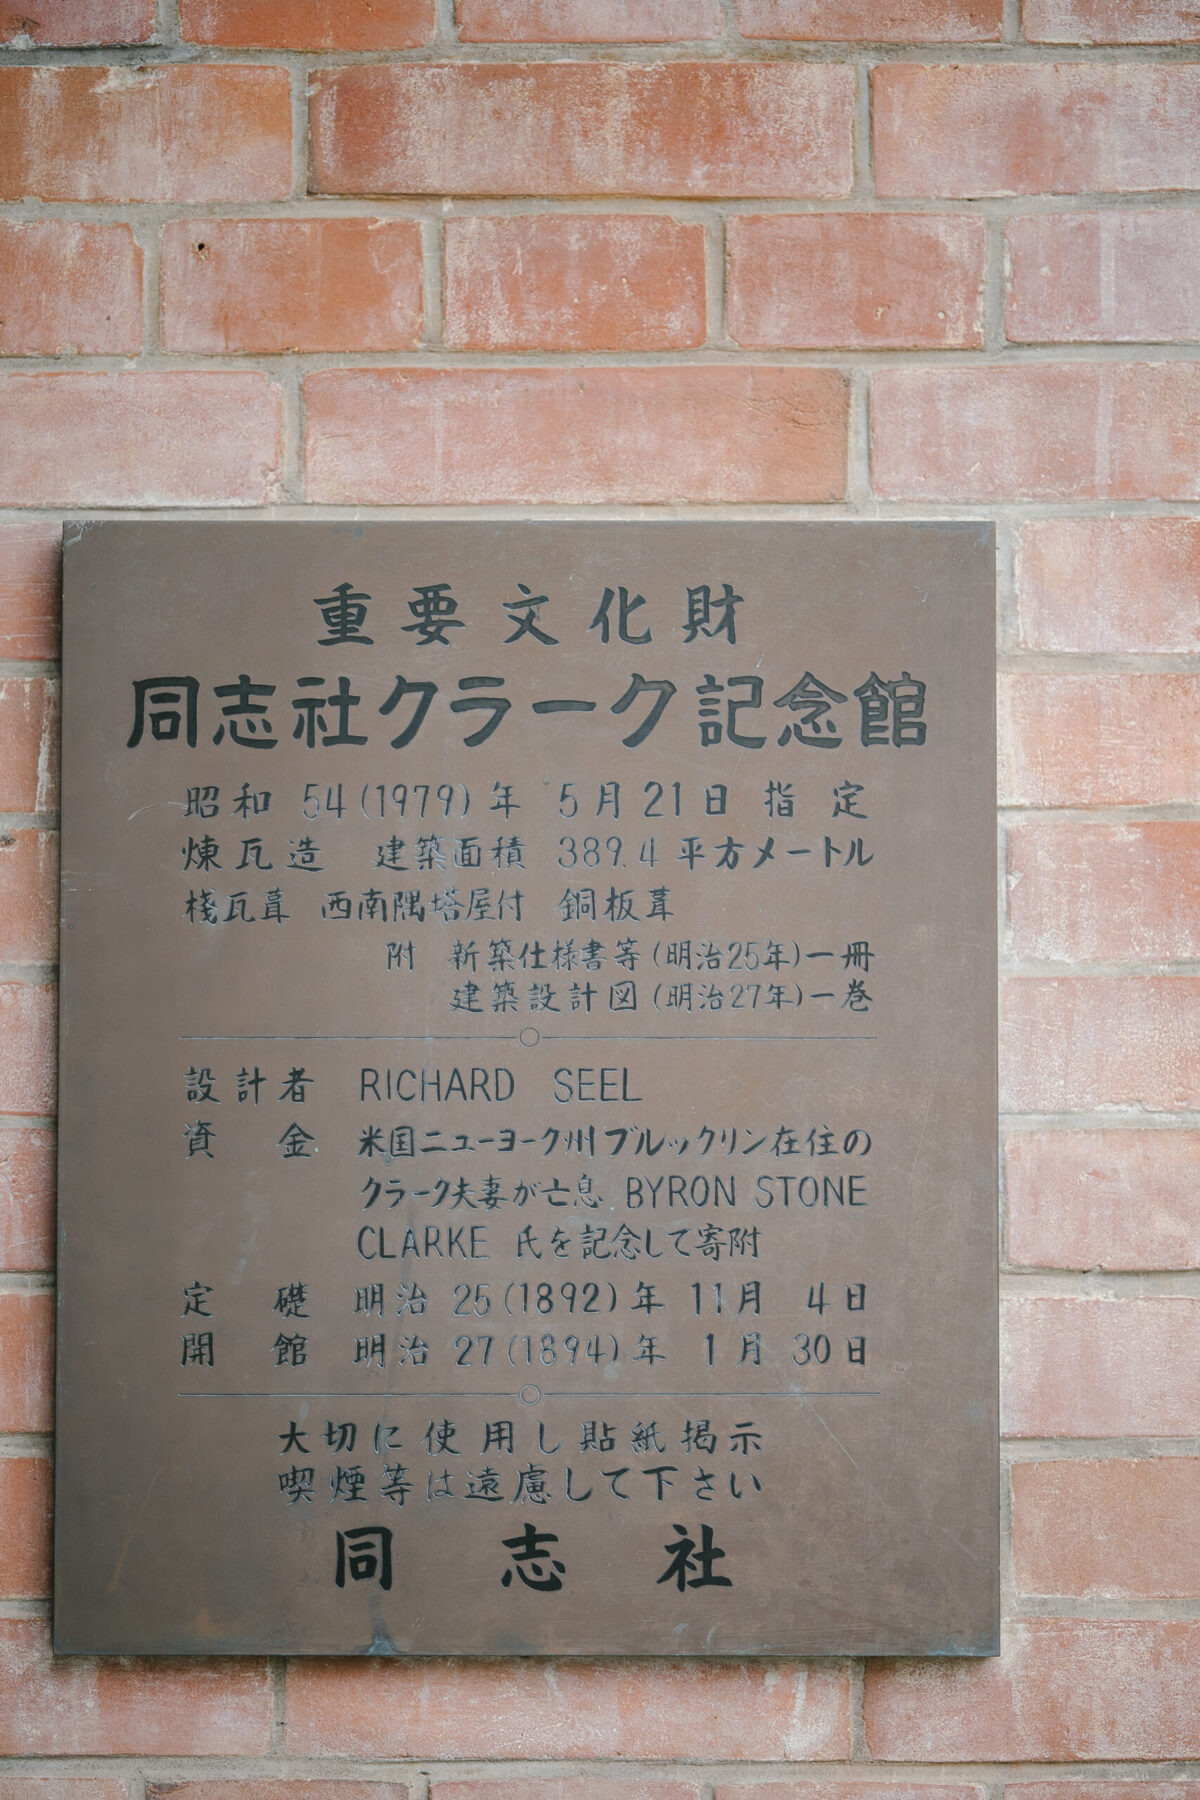 重要文化財
同志社クラーク記念館
昭和 54(1979)年 5月21日 指定
煉瓦造 建築面積 389.4平方メートル
棧瓦葺 西南隅塔屋付 銅板葺
附 新築仕様書等(明治25年)一冊
建築設計図(明治27年)一巻
設計者 RICHARD SEEL
資金 米国ニューヨーク州ブルックリン在住の
クラーク夫妻が亡息 BYRON STONE
CLARKE 氏を記念して寄附
定礎 明治 25(1892)年 11月 4日
開館 明治 27(1894)年 1月 30日
大切に使用し貼紙掲示
喫煙等は遠慮して下さい
同志社